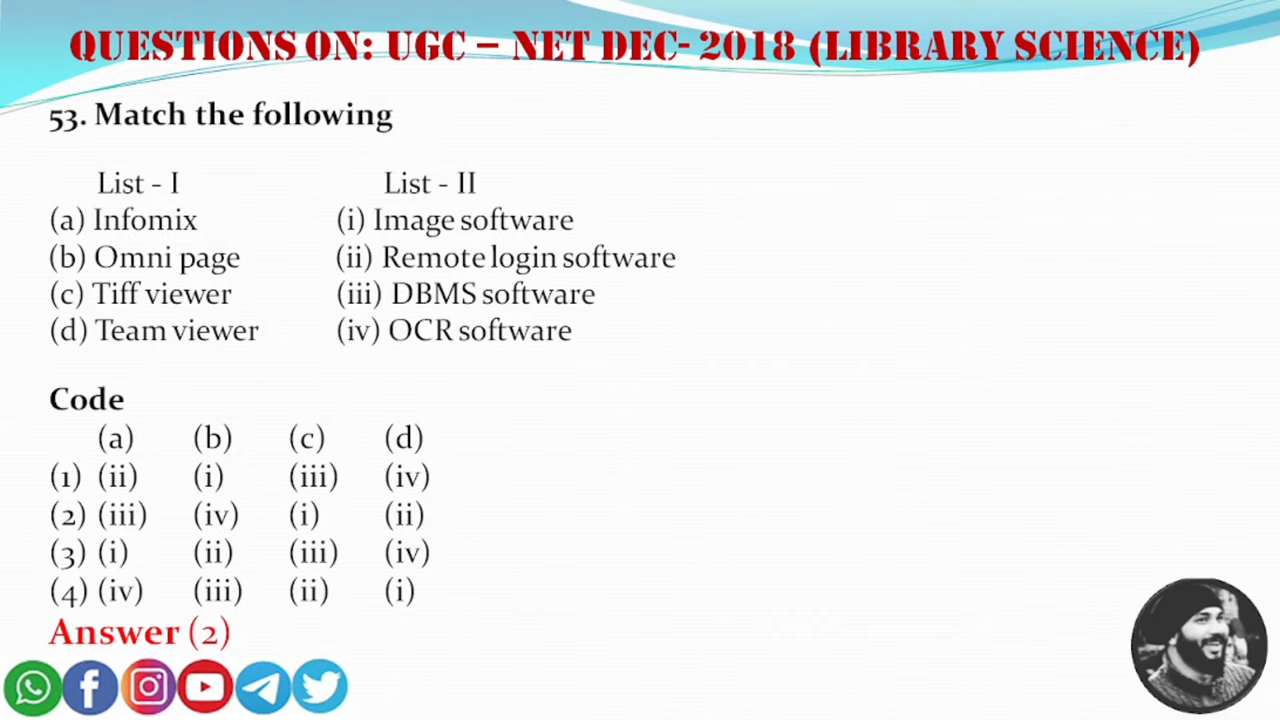 QUESTIONS ON: UGC – NET DEC- 2018 (LIBRARY SCIENCE)
53. Match the following
List - I List - II
(a) Infomix (i) Image software
(b) Omni page (ii) Remote login software
(c) Tiff viewer (iii) DBMS software
(d) Team viewer (iv) OCR software
Code
(a) (b) (c) (d)
(1) (ii) (i) (iii) (iv)
(2) (iii) (iv) (i) (ii)
(3) (i) (ii) (iii) (iv)
(4) (iv) (iii) (ii) (i)
Answer (2)